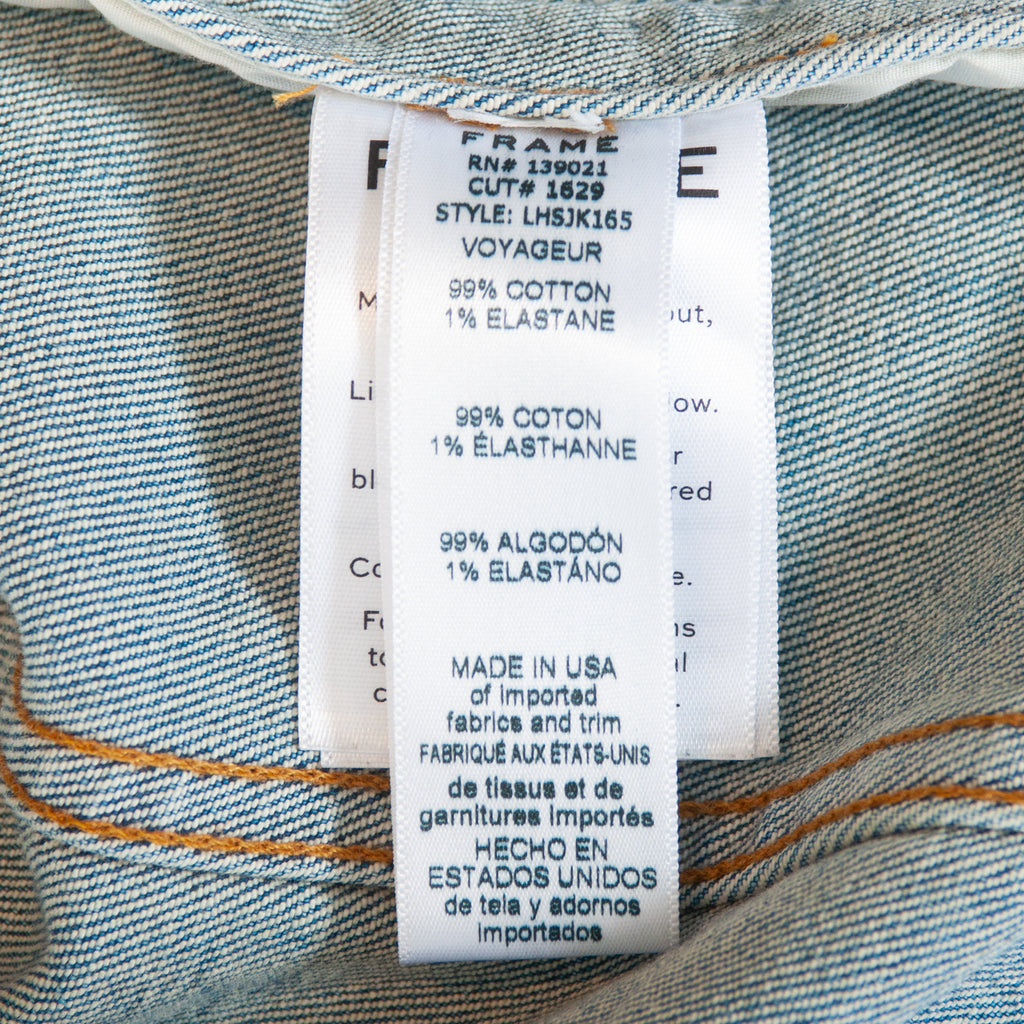 FRAME
RN# 139021
CUT# 1629
STYLE: LHSJK165
VOYAGEUR
99% COTTON
1% ELASTANE
99% COTON
1% ÉLASTHANNE
99% ALGODÓN
1% ELASTÁNO
MADE IN USA
of imported
fabrics and trim
FABRIQUÉ AUX ÉTATS-UNIS
de tissus et de
garnitures importés
HECHO EN
ESTADOS UNIDOS
de tela y adornos
importados